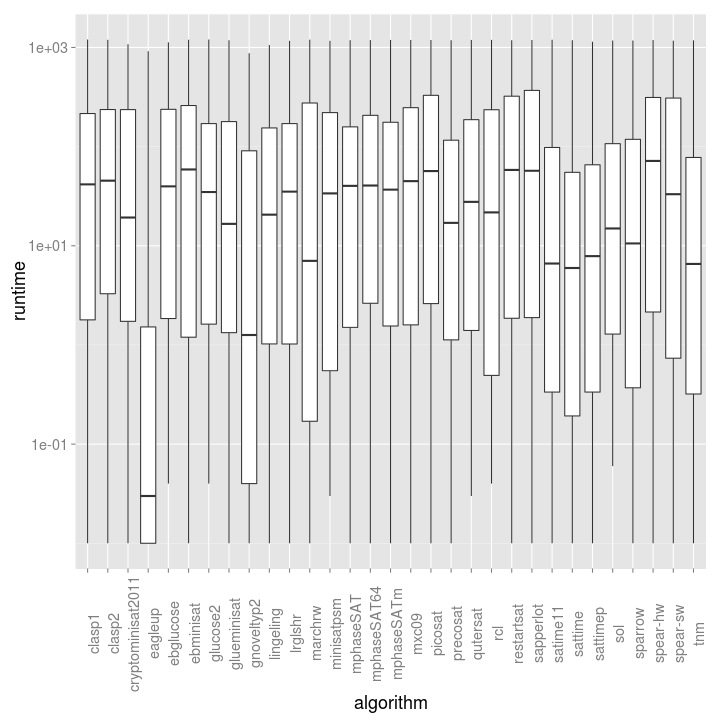 1e+03
1e+01
1e-01
runtime
clasp1
clasp2
cryptominisat2011
eagleup
ebglucose
ebminisat
glucose2
glueminisat
gnoveltyp2
lingeling
lrglshr
marchrw
minisatpsm
mphaseSAT
mphaseSAT64
mphaseSATm
mxc09
picosat
precosat
qutersat
rcl
restartsat
sapperlot
satime11
sattime
sattimep
sol
sparrow
spear-hw
spear-sw
tnm
algorithm